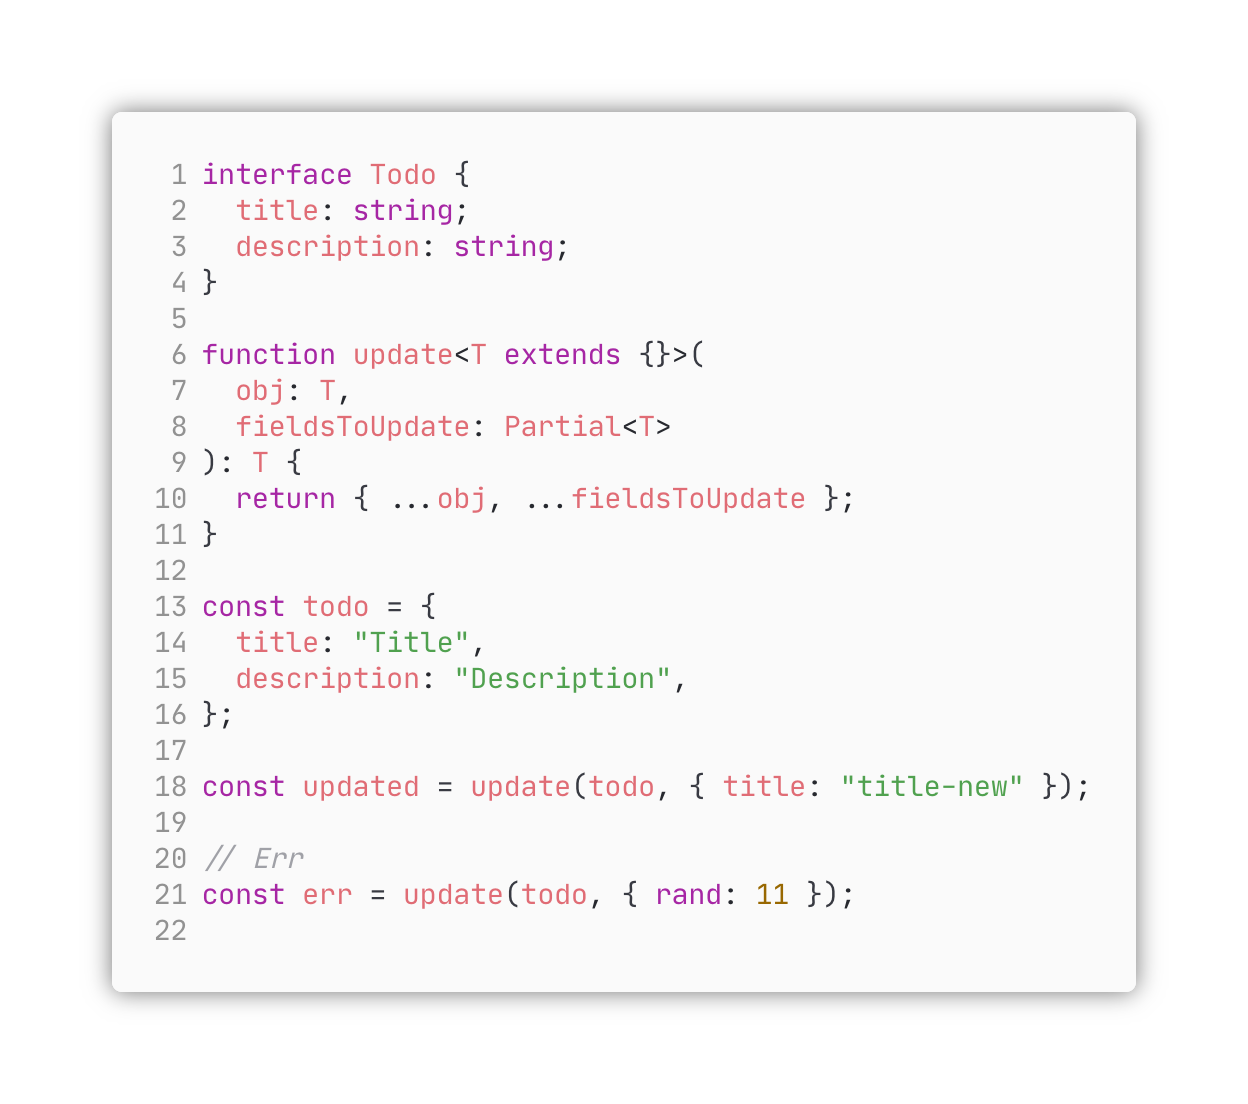 1 interface Todo {
2   title: string;
3   description: string;
4 }
5
6 function update<T extends {}>(
7   obj: T,
8   fieldsToUpdate: Partial<T>
9 ): T {
10   return { ...obj, ...fieldsToUpdate };
11 }
12
13 const todo = {
14   title: "Title",
15   description: "Description",
16 };
17
18 const updated = update(todo, { title: "title-new" });
19
20 // Err
21 const err = update(todo, { rand: 11 });
22